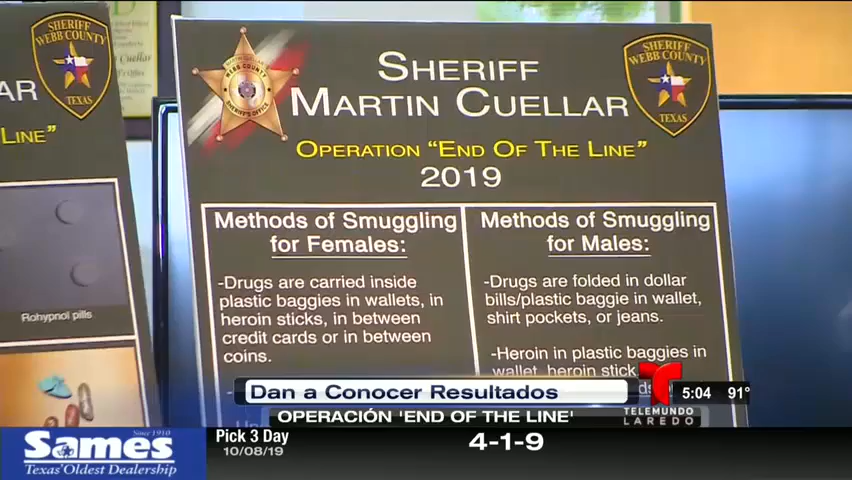 AR
LINE”
SHERIFF
WEBB COUNTY
TEXAS
Rohypnol pills
WEBB COUNTY
SHERIFF'S OFFICE
SHERIFF
MARTIN CUELLAR
OPERATION “END OF THE LINE”
2019
SHERIFF
WEBB COUNTY
TEXAS
Methods of Smuggling
for Females:
-Drugs are carried inside
plastic baggies in wallets, in
heroin sticks, in between
credit cards or in between
coins.
Methods of Smuggling
for Males:
-Drugs are folded in dollar
bills/plastic baggie in wallet,
shirt pockets, or jeans.
-Heroin in plastic baggies in
wallet, heroin stick
Dan a Conocer Resultados
OPERACIÓN 'END OF THE LINE'
TELEMUNDO
LAREDO
5:04 91°
Since 1910
Sames
Texas' Oldest Dealership
Pick 3 Day
10/08/19
4-1-9